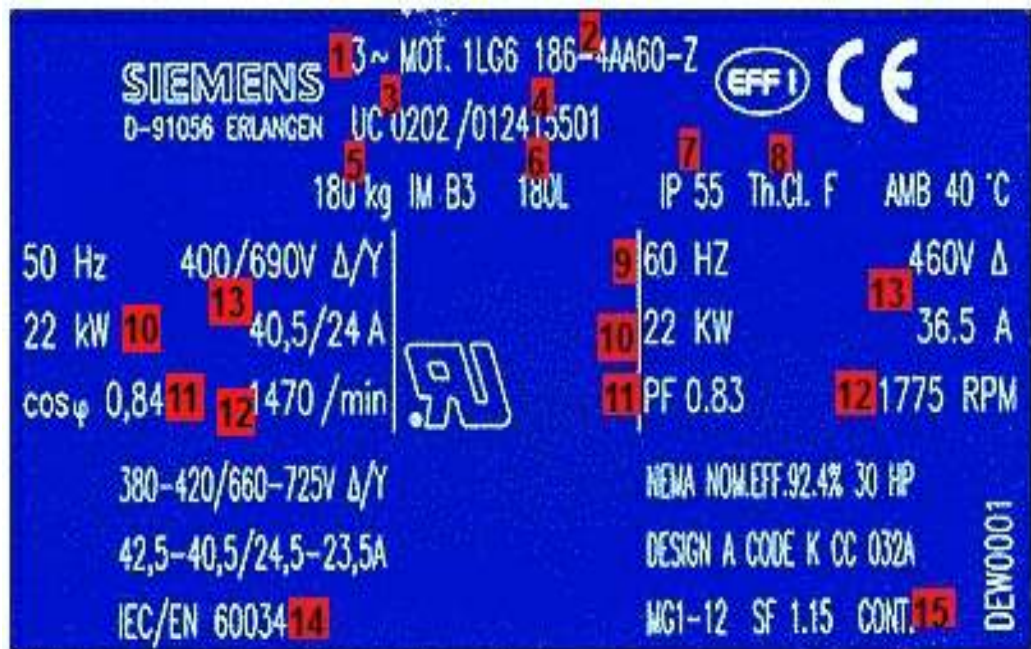 1 3~ MOT. 1LG6 186-4AA60-Z 2
SIEMENS EFF 1 CE
3 4
D-91056 ERLANGEN UC 0202/012415501
5 6 7 8
180 kg IM B3 180L IP 55 Th.Cl. F AMB 40 °C
50 Hz 400/690V Δ/Y 9 60 HZ 460V Δ
13 13
22 kW 10 40,5/24 A 10 22 KW 36.5 A
cosφ 0,84 11 12 1470/min 11 PF 0.83 12 1775 RPM
380-420/660-725V Δ/Y NEMA NOM.EFF.92.4% 30 HP
42,5-40,5/24,5-23,5A DESIGN A CODE K CC 032A
IEC/EN 60034 14 MG1-12 SF 1.15 CONT. 15
DEW0001